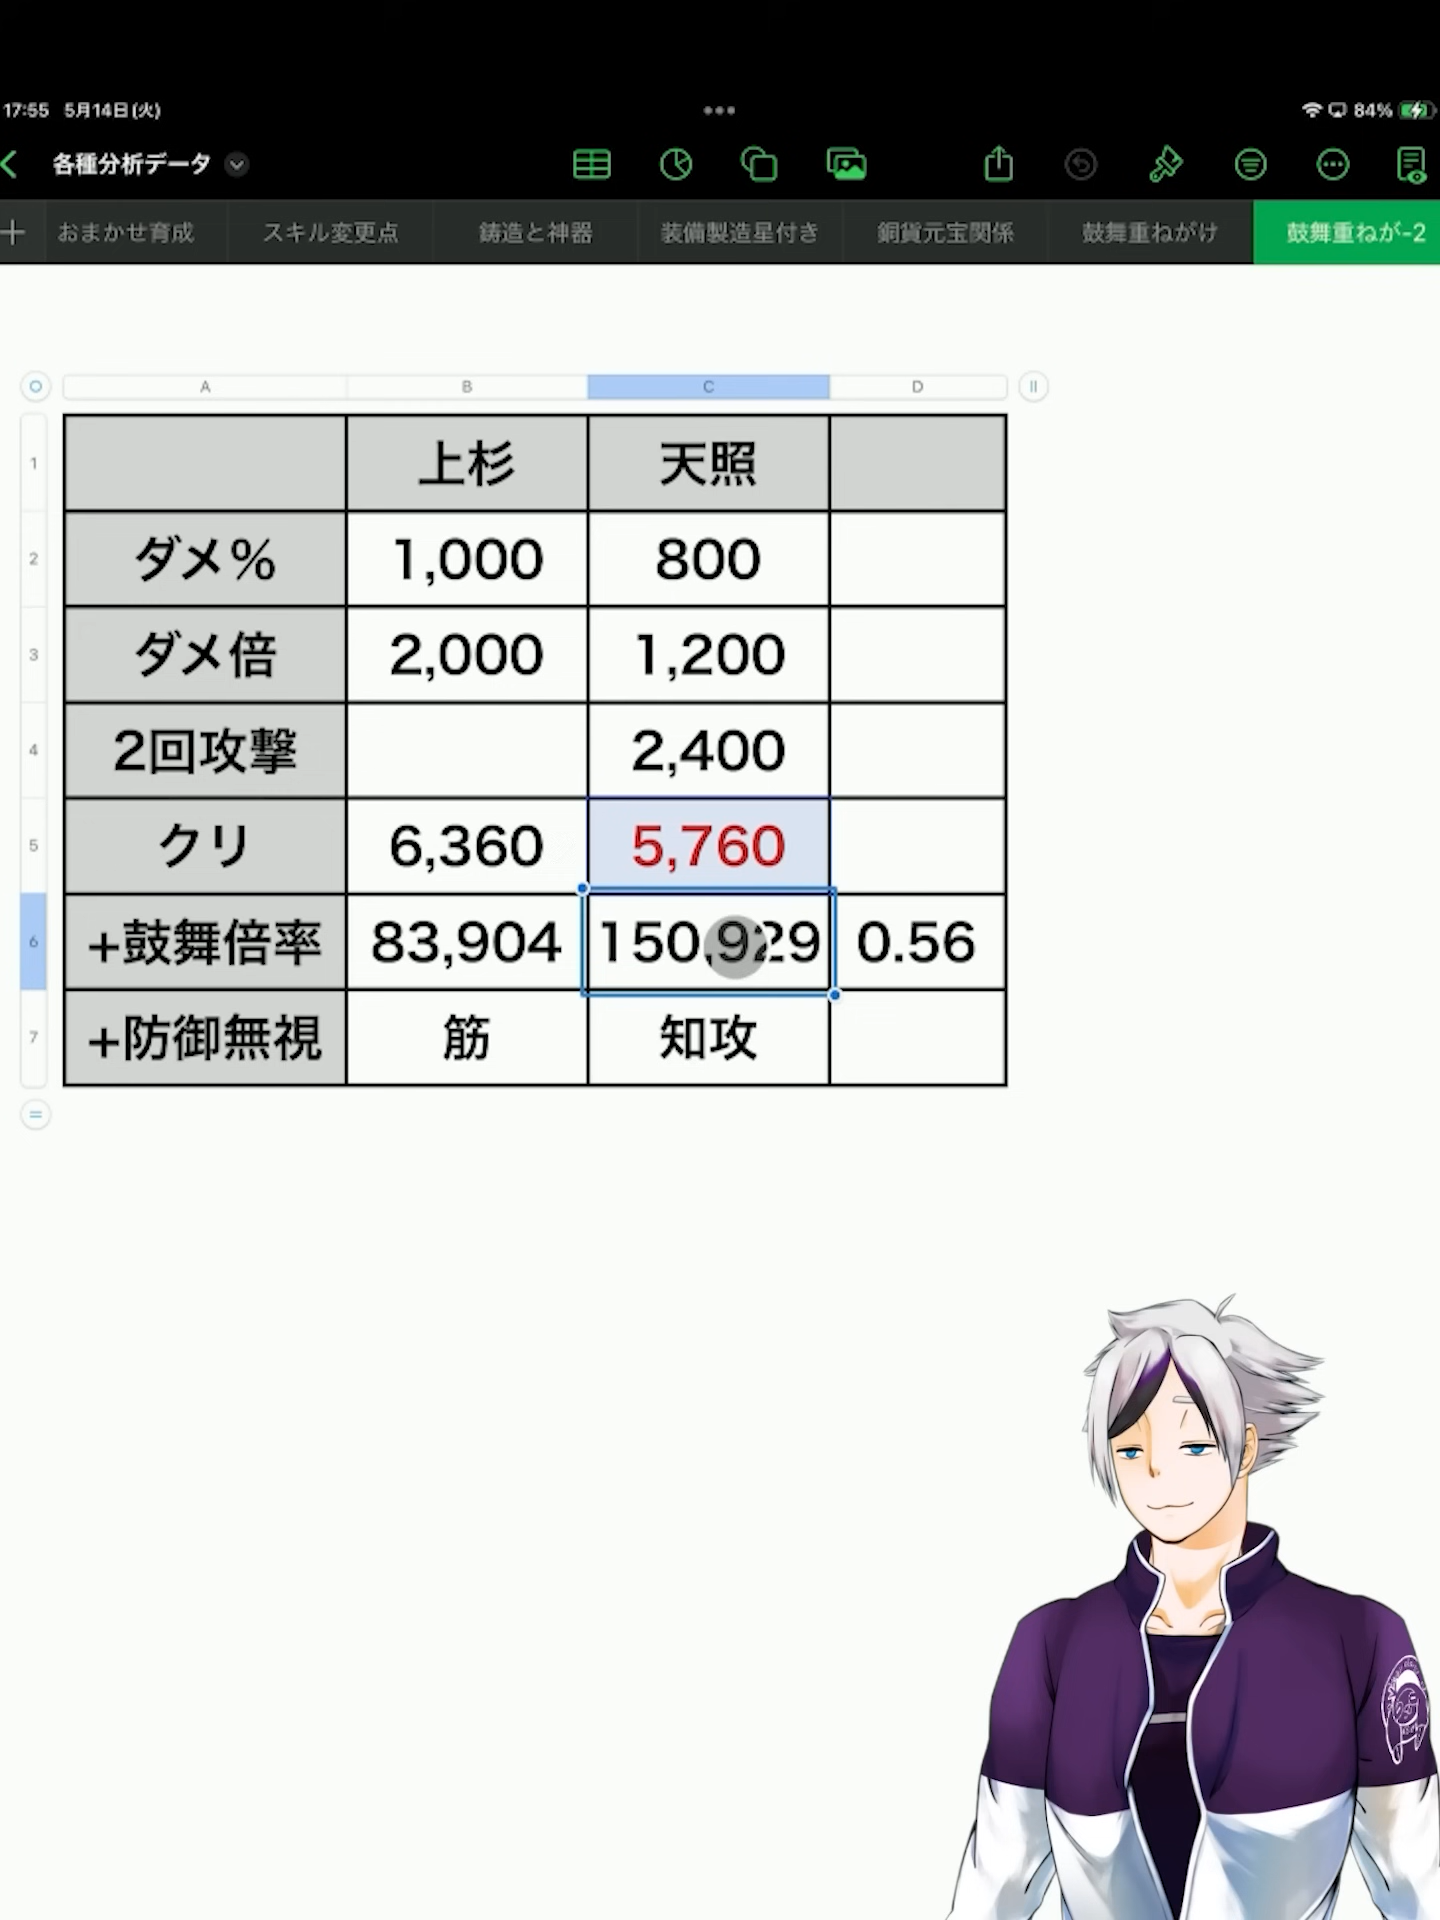 17:55 5月14日(火)
84%
各種分析データ
おまかせ育成 スキル変更点 鋳造と神器 装備製造星付き 銅貨元宝関係 鼓舞重ねがけ 鼓舞重ねが-2
A B C D
1 上杉 天照
2 ダメ% 1,000 800
3 ダメ倍 2,000 1,200
4 2回攻撃 2,400
5 クリ 6,360 5,760
6 +鼓舞倍率 83,904 150,929 0.56
7 +防御無視 筋 知攻